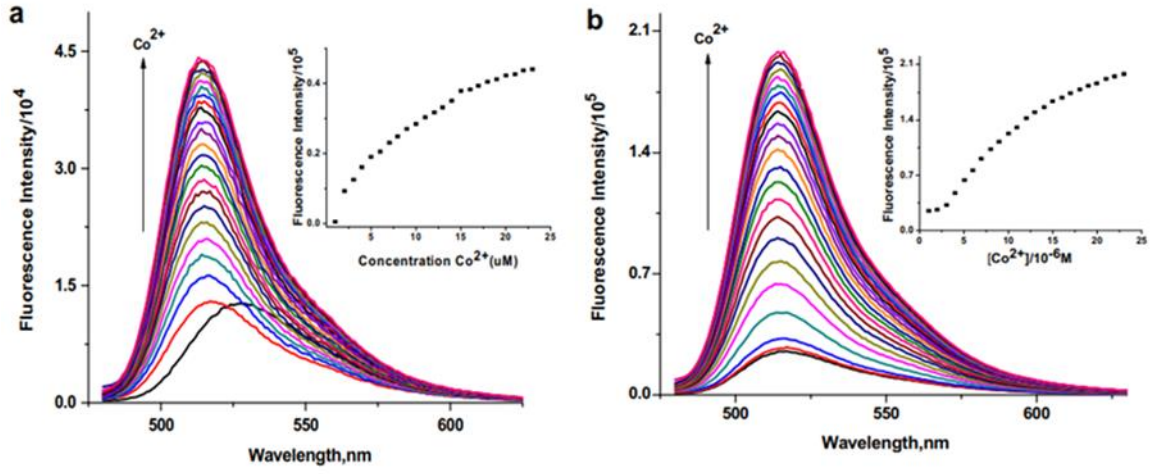 a
Fluorescence Intensity/10⁴
4.5
3.0
1.5
0.0
500
550
600
Wavelength,nm
Co²⁺
Fluorescence Intensity/10⁵
0.4
0.2
0.0
5
10
15
20
25
Concentration Co²⁺(uM)
b
Fluorescence Intensity/10⁵
2.1
1.4
0.7
0.0
500
550
600
Wavelength,nm
Co²⁺
Fluorescence Intensity/10⁵
2.1
1.4
0.7
0.0
0
5
10
15
20
25
[Co²⁺]/10⁻⁶M